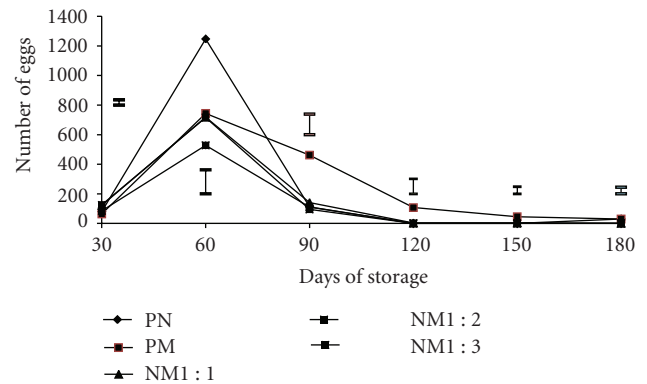 1400
1200
1000
800
600
400
200
0
Number of eggs
30 60 90 120 150 180
Days of storage
PN
PM
NM1 : 1
NM1 : 2
NM1 : 3